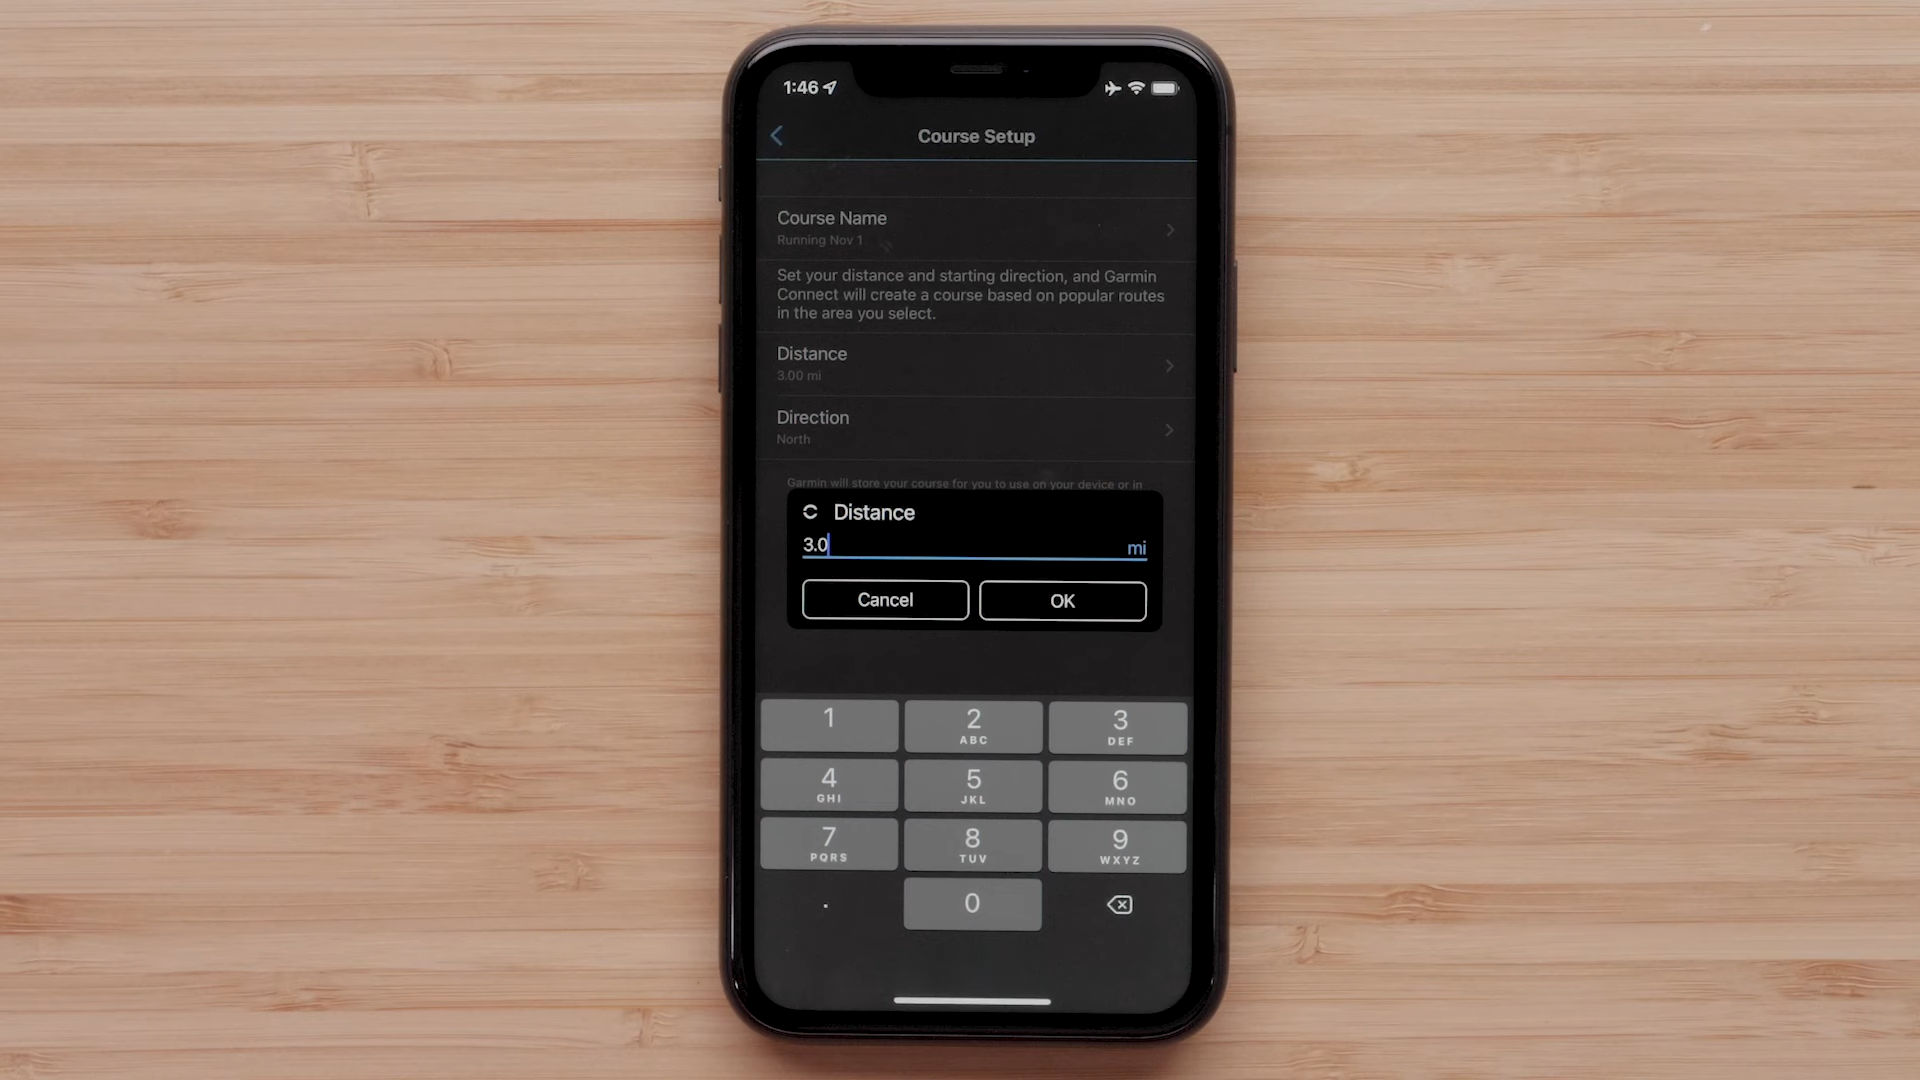 1:46
Course Setup
Course Name
Running Nov 1
Set your distance and starting direction, and Garmin
Connect will create a course based on popular routes
in the area you select.
Distance
3.00 mi
Direction
North
Garmin will store your course for you to use on your device or in
Distance
3.0 mi
Cancel OK
1 2 ABC 3 DEF
4 GHI 5 JKL 6 MNO
7 PQRS 8 TUV 9 WXYZ
. 0